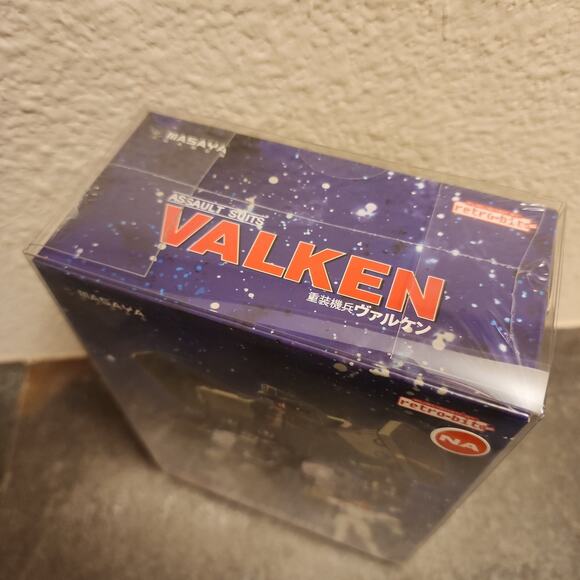 MASAYA
retro-bit
ASSAULT SUITS
VALKEN
重装機兵ヴァルケン
MASAYA
retro-bit
NA